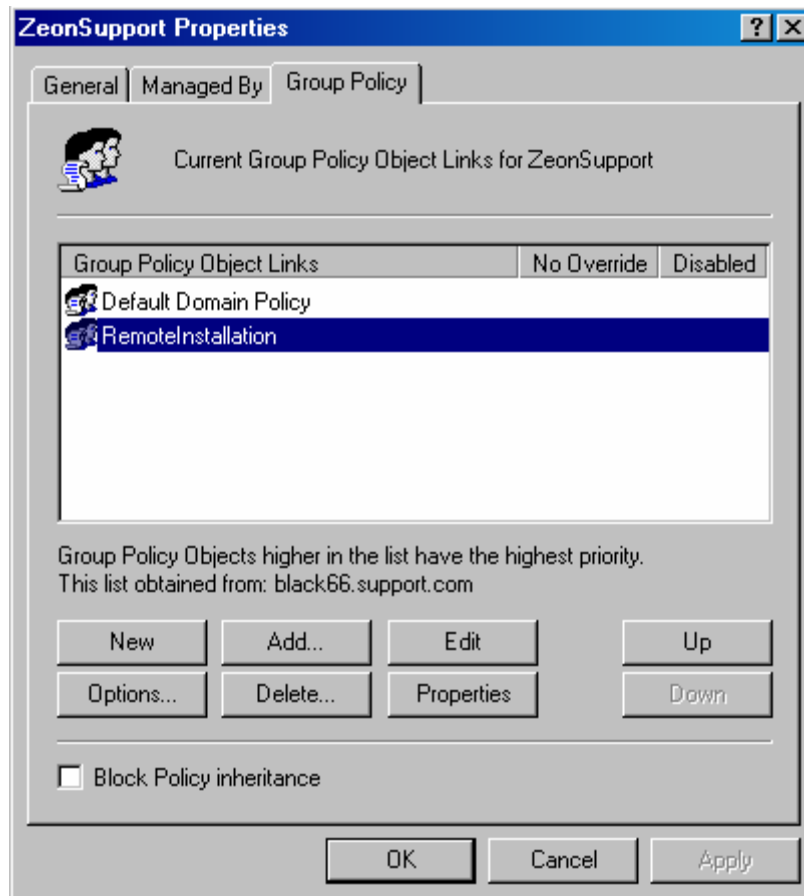 ZeonSupport Properties
General Managed By Group Policy
Current Group Policy Object Links for ZeonSupport
Group Policy Object Links No Override Disabled
Default Domain Policy
RemoteInstallation
Group Policy Objects higher in the list have the highest priority.
This list obtained from: black66.support.com
New Add... Edit Up
Options... Delete... Properties Down
Block Policy inheritance
OK Cancel Apply